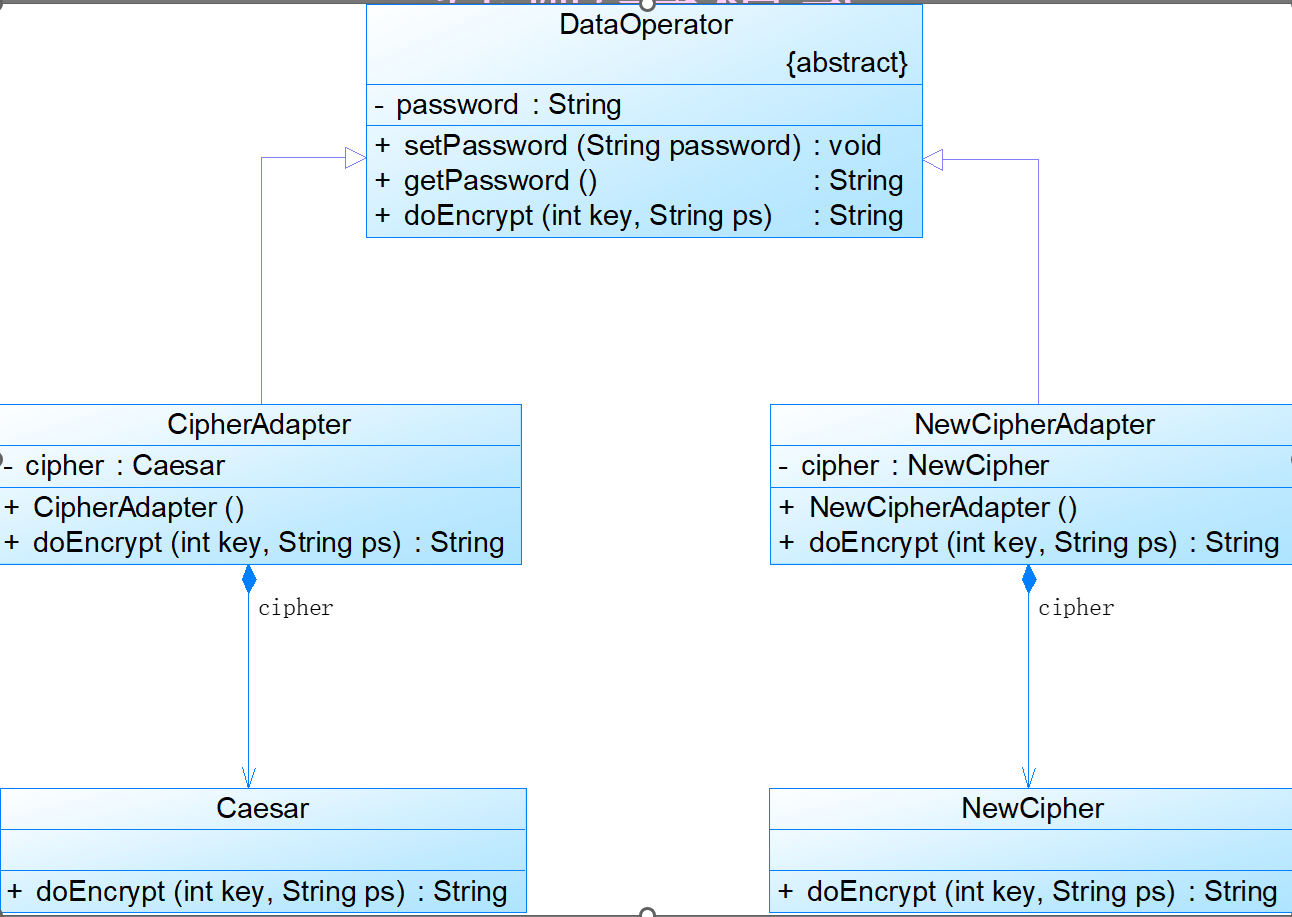 DataOperator
{abstract}
- password : String
+ setPassword (String password) : void
+ getPassword () : String
+ doEncrypt (int key, String ps) : String
CipherAdapter
- cipher : Caesar
+ CipherAdapter ()
+ doEncrypt (int key, String ps) : String
NewCipherAdapter
- cipher : NewCipher
+ NewCipherAdapter ()
+ doEncrypt (int key, String ps) : String
cipher
cipher
Caesar
+ doEncrypt (int key, String ps) : String
NewCipher
+ doEncrypt (int key, String ps) : String